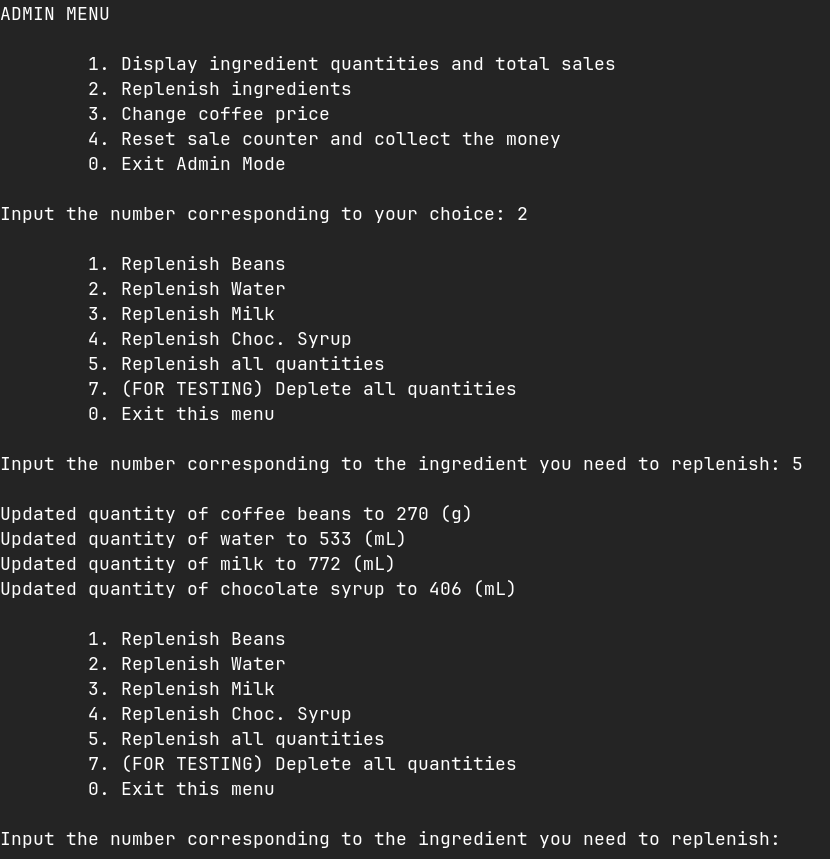 ADMIN MENU
1. Display ingredient quantities and total sales
2. Replenish ingredients
3. Change coffee price
4. Reset sale counter and collect the money
0. Exit Admin Mode
Input the number corresponding to your choice: 2
1. Replenish Beans
2. Replenish Water
3. Replenish Milk
4. Replenish Choc. Syrup
5. Replenish all quantities
7. (FOR TESTING) Deplete all quantities
0. Exit this menu
Input the number corresponding to the ingredient you need to replenish: 5
Updated quantity of coffee beans to 270 (g)
Updated quantity of water to 533 (mL)
Updated quantity of milk to 772 (mL)
Updated quantity of chocolate syrup to 406 (mL)
1. Replenish Beans
2. Replenish Water
3. Replenish Milk
4. Replenish Choc. Syrup
5. Replenish all quantities
7. (FOR TESTING) Deplete all quantities
0. Exit this menu
Input the number corresponding to the ingredient you need to replenish: